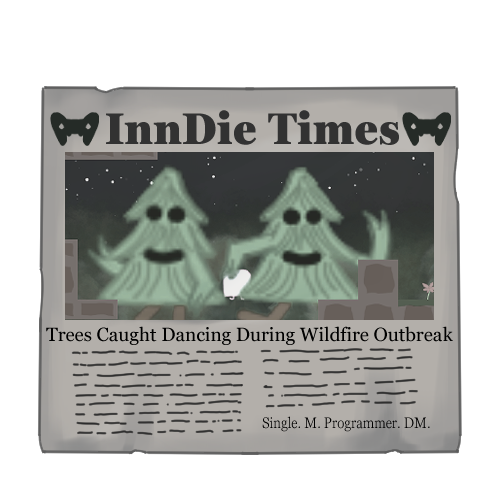 InnDie Times
Trees Caught Dancing During Wildfire Outbreak
Single. M. Programmer. DM.